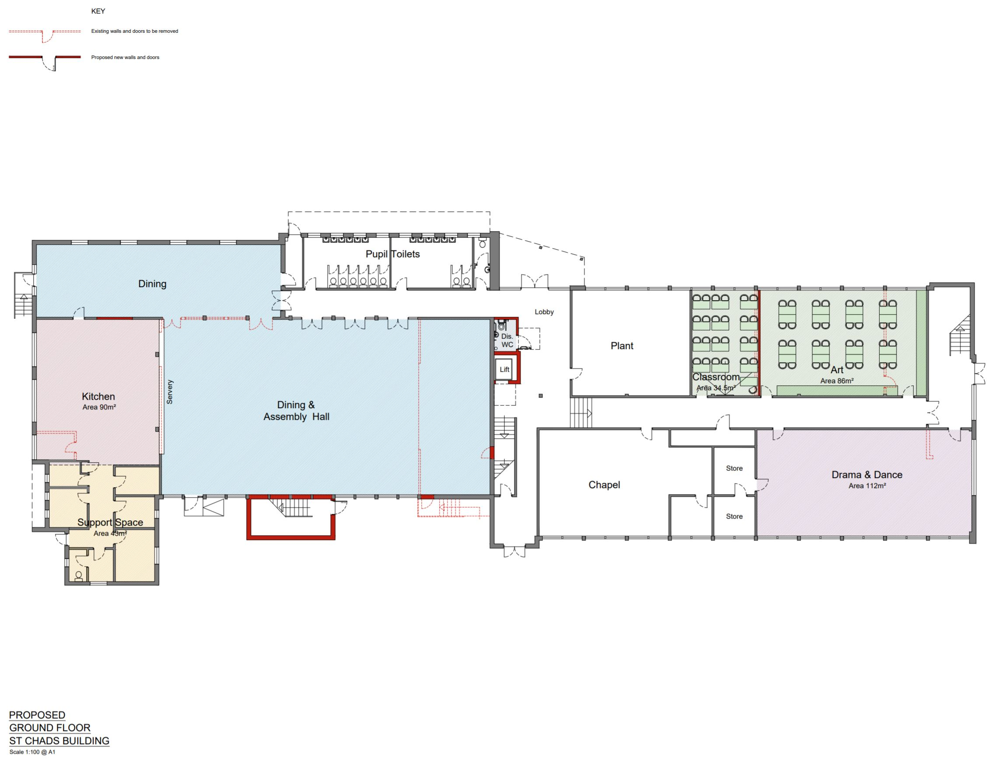 KEY
Existing walls and doors to be removed
Proposed new walls and doors
Pupil Toilets
Dining
Lobby
Dis.
WC
Plant
Lift
Classroom
Area 34.5m²
Art
Area 86m²
Servery
Kitchen
Area 90m²
Dining &
Assembly Hall
Store
Chapel
Drama & Dance
Area 112m²
Store
Support Space
Area 43m²
PROPOSED
GROUND FLOOR
ST CHADS BUILDING
Scale 1:100 @ A1